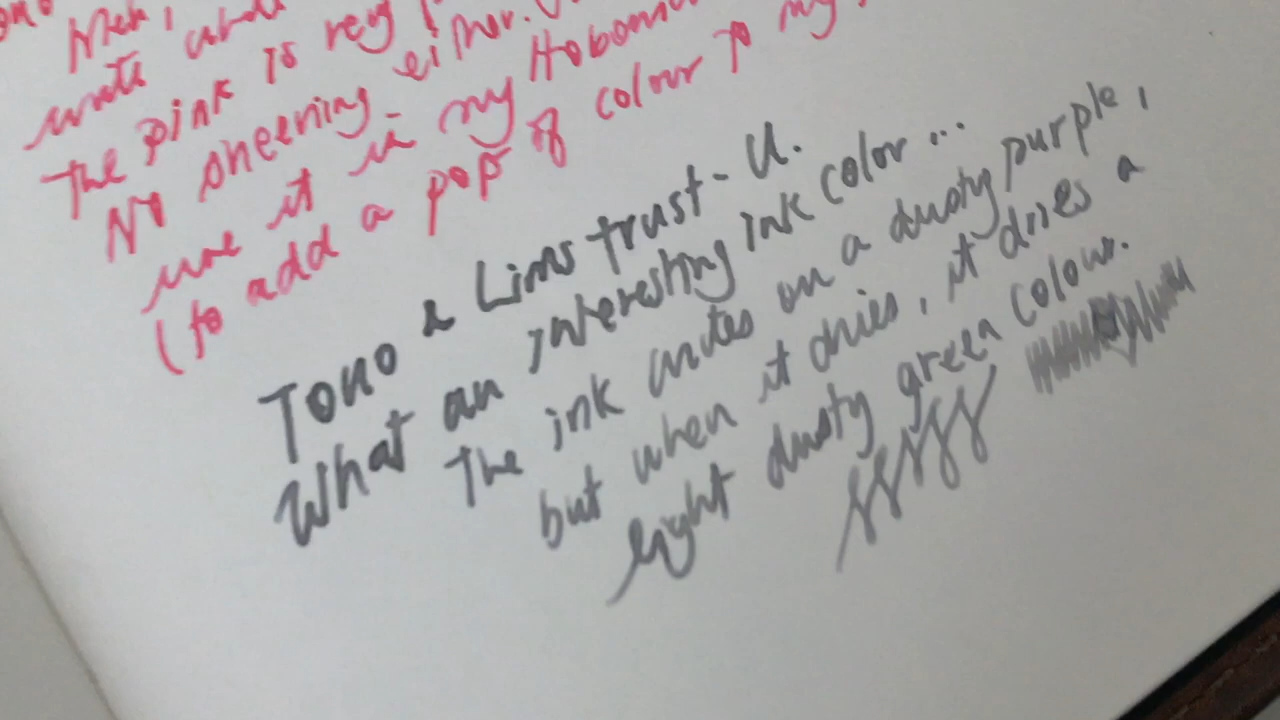 write
The pink is very
No sheening either.
use it in my Hoboni
(to add a pop of colour to my
Tono & Lims trust-U.
What an interesting ink color...
The ink writes on a dusty purple,
but when it dries, it dries a
light dusty green colour.